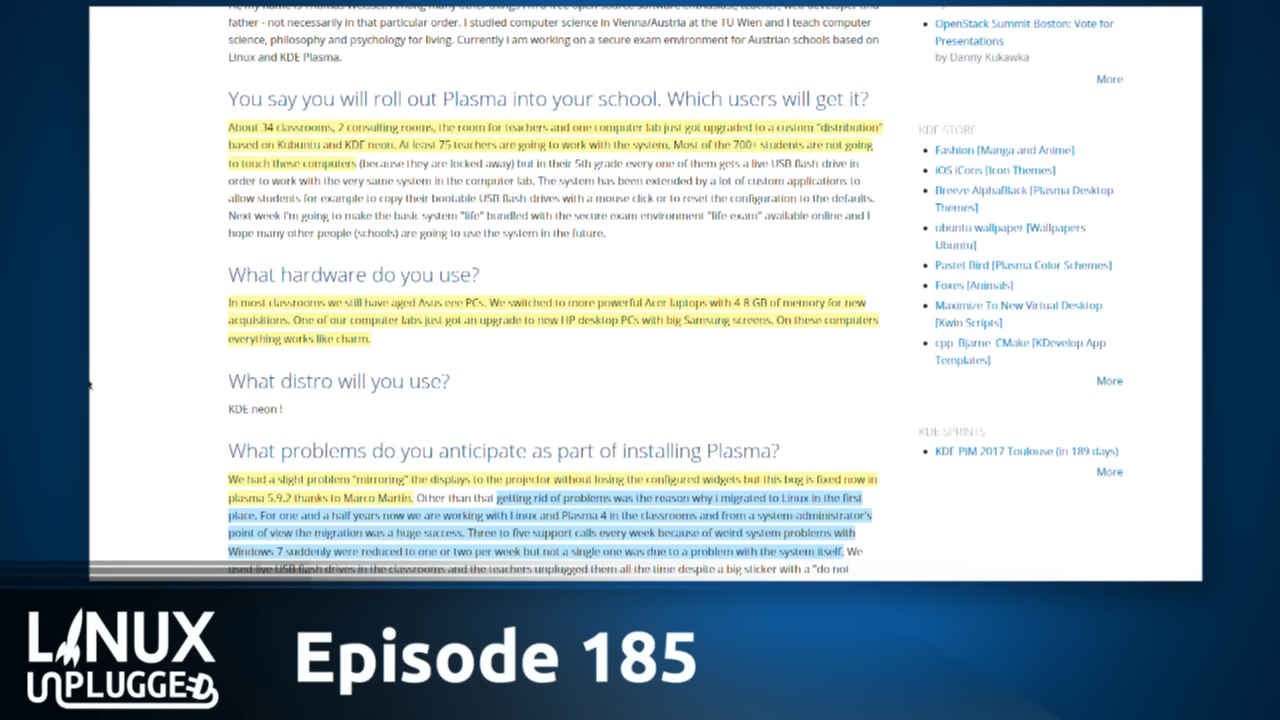 father - not necessarily in that particular order. I studied computer science in Vienna/Austria at the TU Wien and I teach computer
science, philosophy and psychology for living. Currently i am working on a secure exam environment for Austrian schools based on
Linux and KDE Plasma.
You say you will roll out Plasma into your school. Which users will get it?
About 34 classrooms, 2 consulting rooms, the room for teachers and one computer lab just got upgraded to a custom "distribution"
based on Kubuntu and KDE neon. At least 75 teachers are going to work with the system. Most of the 700+ students are not going
to touch these computers (because they are locked away) but in their 5th grade every one of them gets a live USB flash drive in
order to work with the very same system in the computer lab. The system has been extended by a lot of custom applications to
allow students for example to copy their bootable USB flash drives with a mouse click or to reset the configuration to the defaults.
Next week I'm going to make the basic system "life" bundled with the secure exam environment "life-exam" available online and I
hope many other people (schools) are going to use the system in the future.
What hardware do you use?
In most classrooms we still have aged Asus eee PCs. We switched to more powerful Acer laptops with 4-8 GB of memory for new
acquisitions. One of our computer labs just got an upgrade to new HP desktop PCs with big Samsung screens. On these computers
everything works like charm.
What distro will you use?
KDE neon !
What problems do you anticipate as part of installing Plasma?
We had a slight problem "mirroring" the displays to the projector without losing the configured widgets but this bug is fixed now in
plasma 5.9.2 thanks to Marco Martin. Other than that getting rid of problems was the reason why i migrated to Linux in the first
place. For one and a half years now we are working with Linux and Plasma 4 in the classrooms and from a system-administrator's
point of view the migration was a huge success. Three to five support calls every week because of weird system problems with
Windows 7 suddenly were reduced to one or two per week but not a single one was due to a problem with the system itself. We
used live USB flash drives in the classrooms and the teachers unplugged them all the time despite a big sticker with a "do not
OpenStack Summit Boston: Vote for
Presentations
by Danny Kukawka
More
KDE STORE
Fashion [Manga and Anime]
iOS iCons [Icon Themes]
Breeze AlphaBlack [Plasma Desktop
Themes]
ubuntu wallpaper [Wallpapers
Ubuntu]
Pastel Bird [Plasma Color Schemes]
Foxes [Animals]
Maximize To New Virtual Desktop
[Kwin Scripts]
cpp-Bjarne-CMake [KDevelop App
Templates]
More
KDE SPRINTS
KDE PIM 2017 Toulouse (in 189 days)
More
LINUX
UNPLUGGED
Episode 185